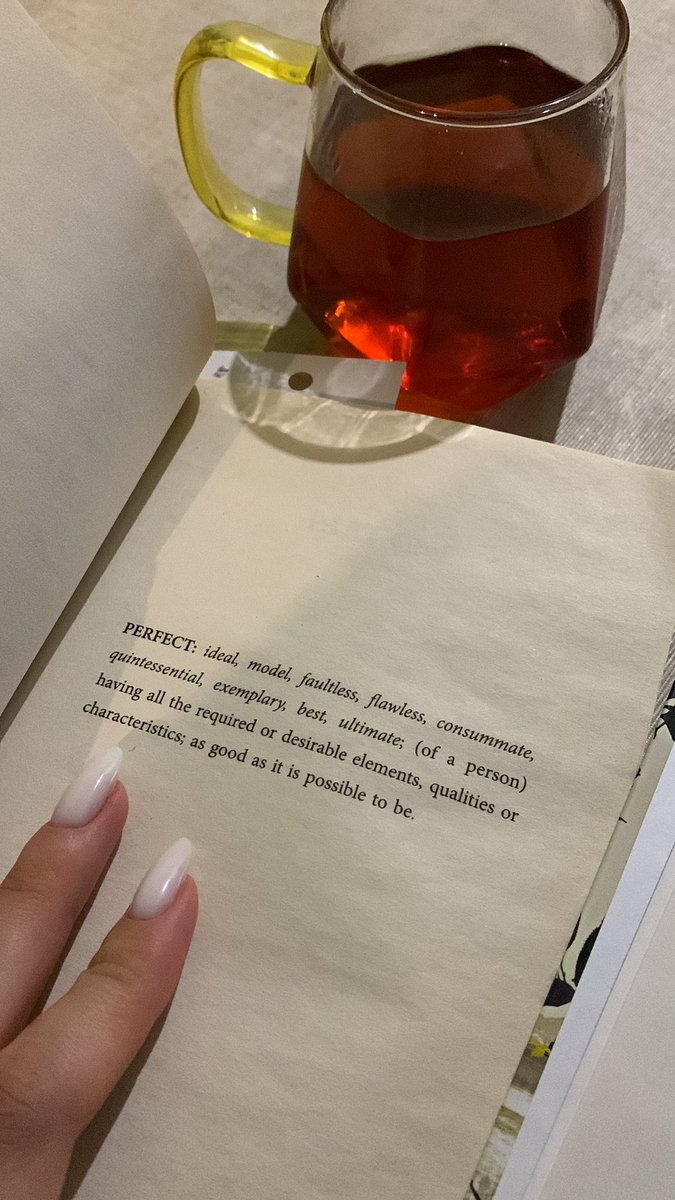 PERFECT: ideal, model, faultless, flawless, consummate,
quintessential, exemplary, best, ultimate; (of a person)
having all the required or desirable elements, qualities or
characteristics; as good as it is possible to be.